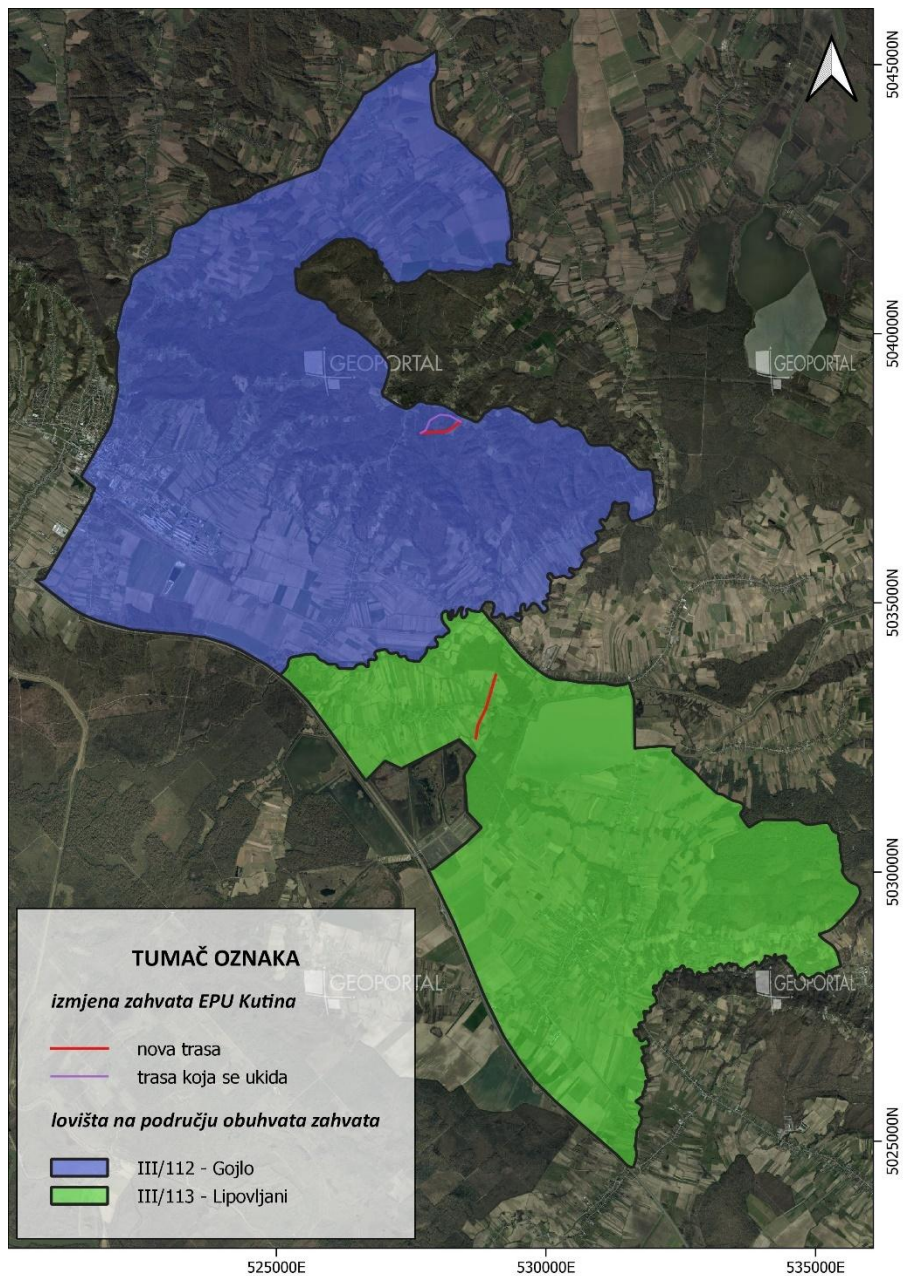 5045000N
GEOPORTAL
GEOPORTAL
5040000N
5035000N
5030000N
TUMAČ OZNAKA
izmjena zahvata EPU Kutina
nova trasa
trasa koja se ukida
lovišta na području obuhvata zahvata
III/112 - Gojlo
III/113 - Lipovljani
GEOPORTAL
GEOPORTAL
5025000N
525000E
530000E
535000E